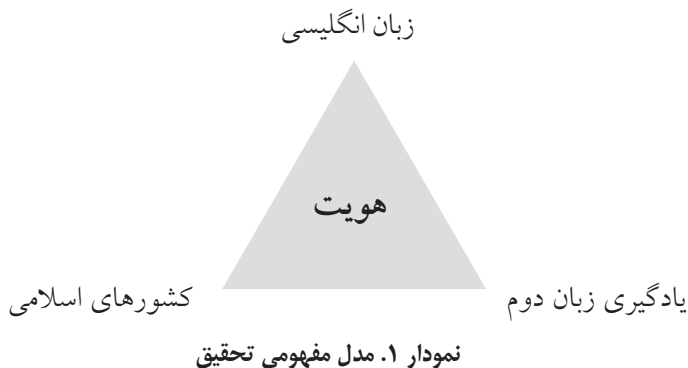 زبان انگلیسی
هویت
یادگیری زبان دوم
کشورهای اسلامی
نمودار ۱. مدل مفهومی تحقیق